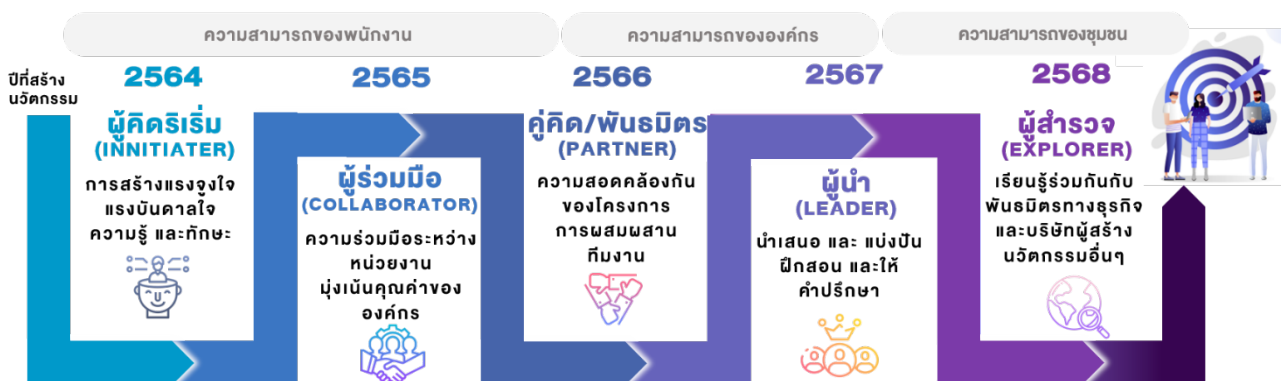 ความสามารถของพนักงาน
ความสามารถขององค์กร
ความสามารถของชุมชน
ปีที่สร้าง
นวัตกรรม
2564
ผู้คิดริเริ่ม
(INNITIATER)
การสร้างแรงจูงใจ
แรงบันดาลใจ
ความรู้ และทักษะ
2565
ผู้ร่วมมือ
(COLLABORATOR)
ความร่วมมือระหว่าง
หน่วยงาน
มุ่งเน้นคุณค่าของ
องค์กร
2566
คู่คิด/พันธมิตร
(PARTNER)
ความสอดคล้องกัน
ของโครงการ
การผสมผสาน
ทีมงาน
2567
ผู้นำ
(LEADER)
นำเสนอ และ แบ่งปัน
ฝึกสอน และให้
คำปรึกษา
2568
ผู้สำรวจ
(EXPLORER)
เรียนรู้ร่วมกันกับ
พันธมิตรทางธุรกิจ
และบริษัทผู้สร้าง
นวัตกรรมอื่นๆ